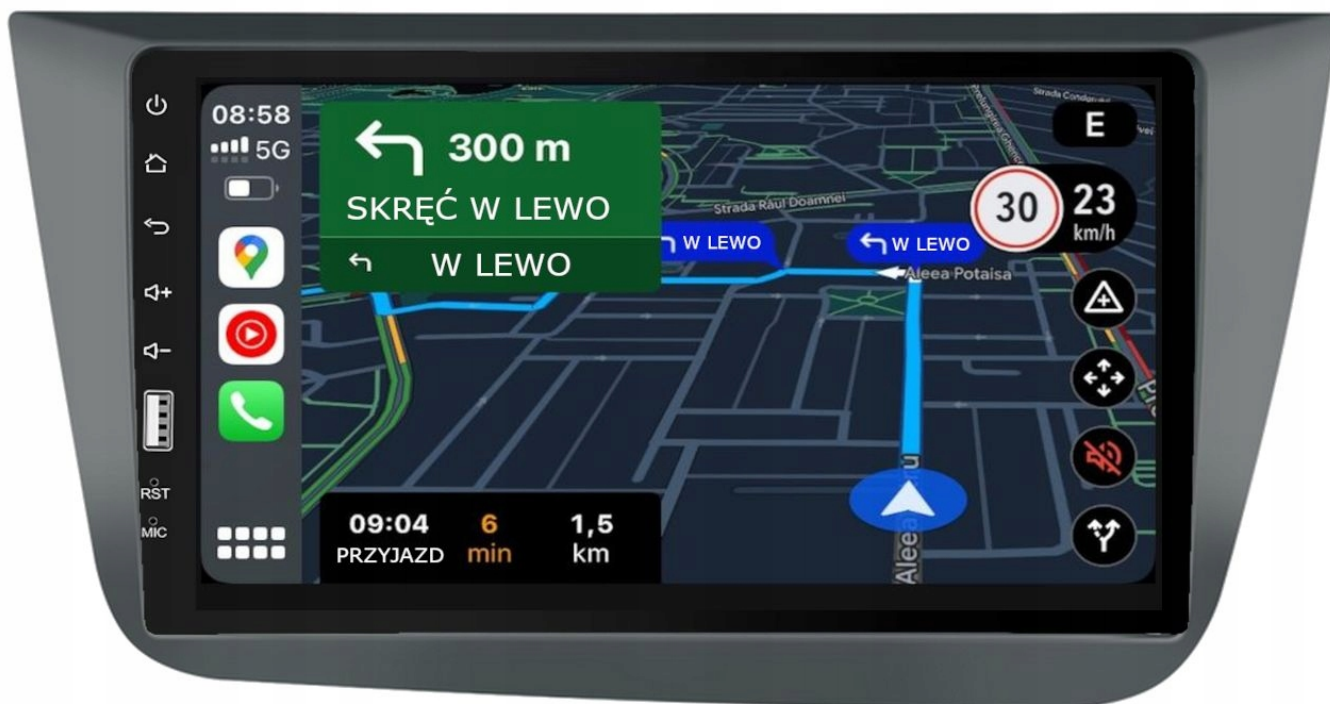 08:58
5G
300 m
SKRĘĆ W LEWO
W LEWO
W LEWO
W LEWO
Strada Râul Doamnei
Aleea Potaisa
E
30
23
km/h
RST
MIC
09:04
6
1,5
PRZYJAZD
min
km
Aleea